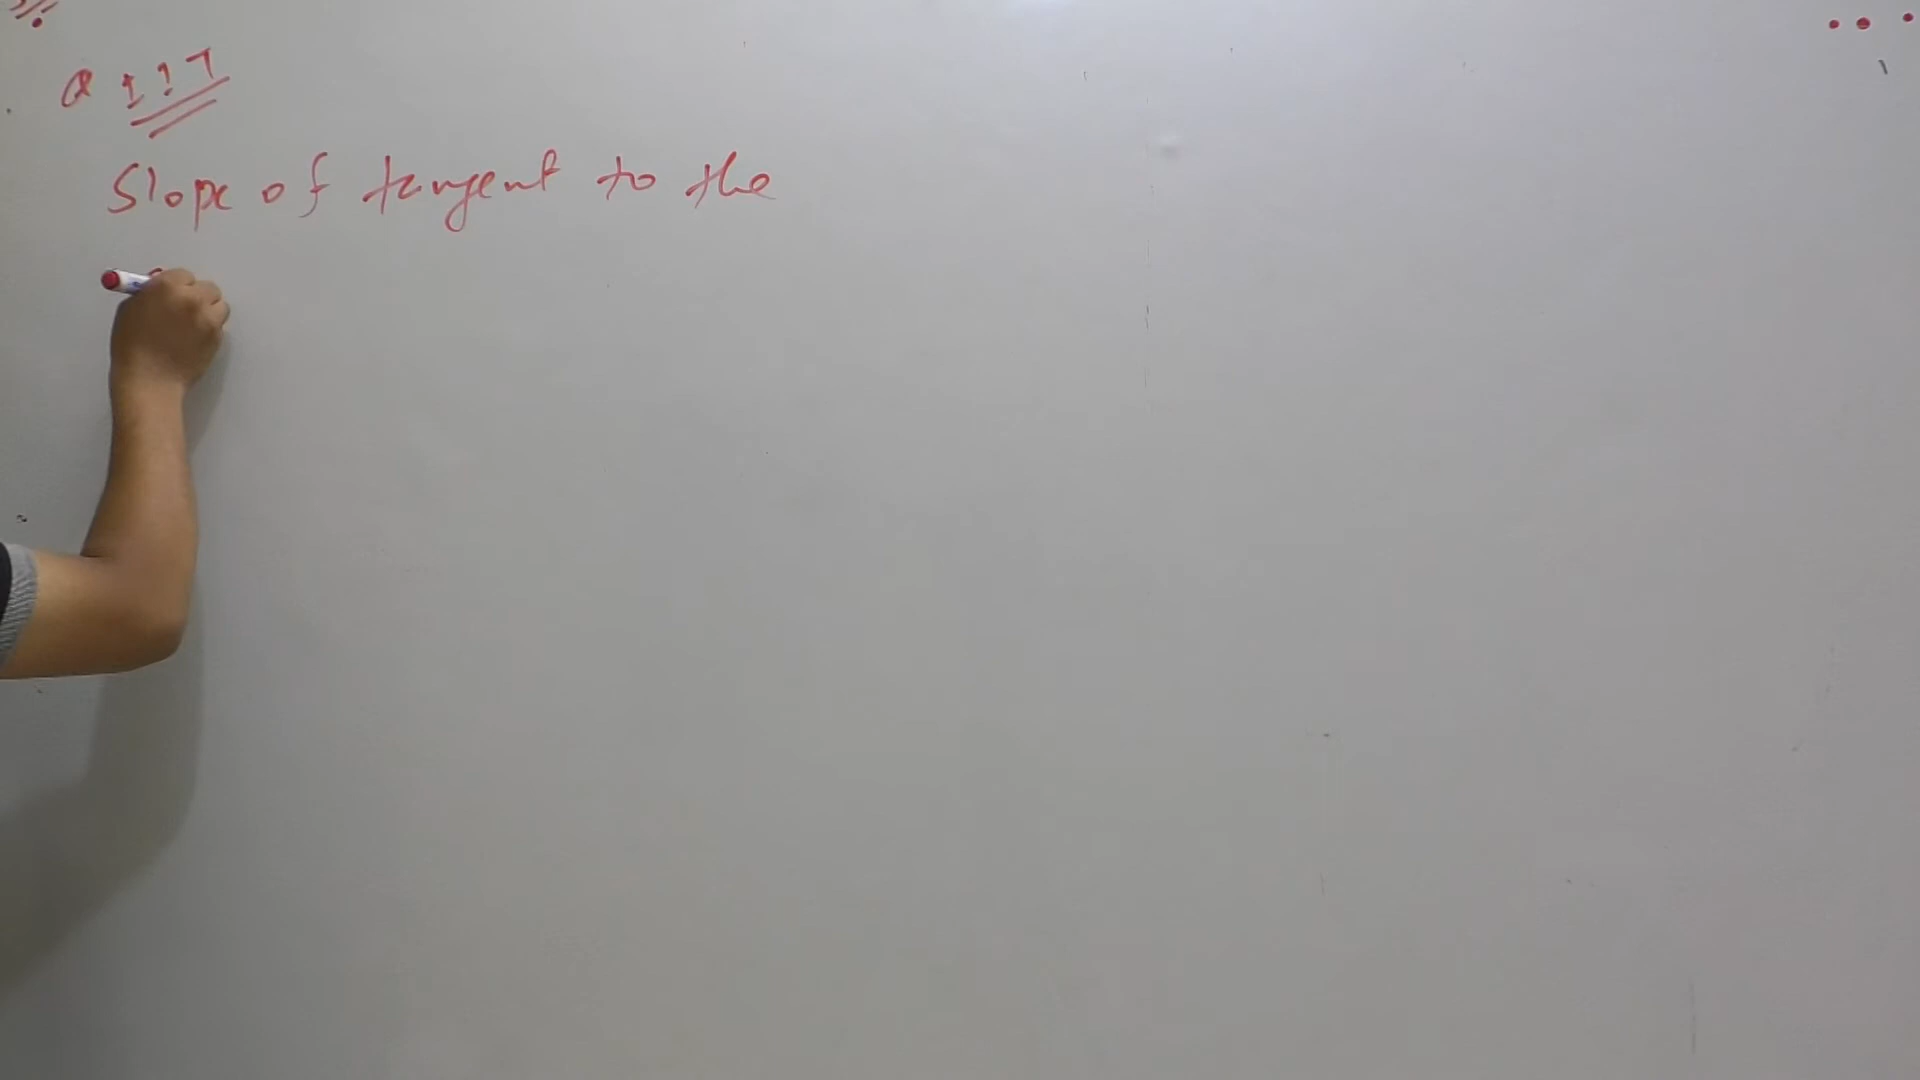 Q 117
Slope of tangent to the